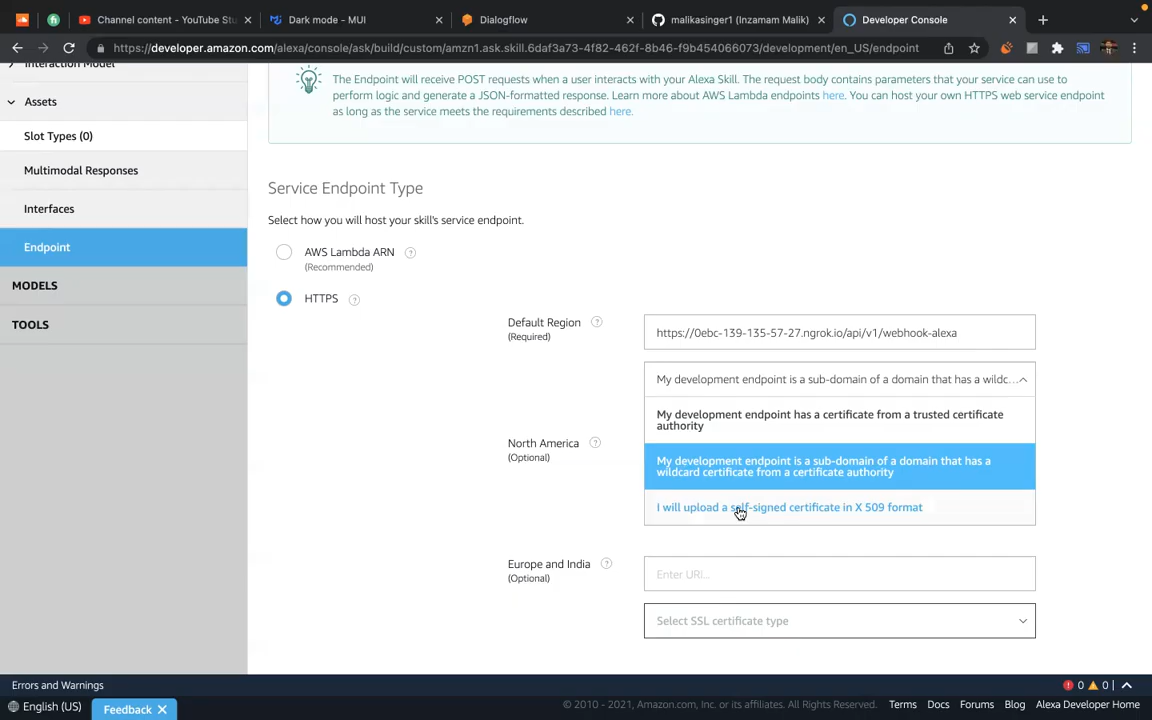 Channel content - YouTube Stu
Dark mode - MUI
Dialogflow
malikasinger1 (Inzamam Malik)
Developer Console
https://developer.amazon.com/alexa/console/ask/build/custom/amzn1.ask.skill.6daf3a73-4f82-462f-8b46-f9b454066073/development/en_US/endpoint
Interaction Model
Assets
Slot Types (0)
Multimodal Responses
Interfaces
Endpoint
MODELS
TOOLS
The Endpoint will receive POST requests when a user interacts with your Alexa Skill. The request body contains parameters that your service can use to
perform logic and generate a JSON-formatted response. Learn more about AWS Lambda endpoints here. You can host your own HTTPS web service endpoint
as long as the service meets the requirements described here.
Service Endpoint Type
Select how you will host your skill's service endpoint.
AWS Lambda ARN ?
(Recommended)
HTTPS ?
Default Region ?
(Required)
https://0ebc-139-135-57-27.ngrok.io/api/v1/webhook-alexa
My development endpoint is a sub-domain of a domain that has a wildc...
My development endpoint has a certificate from a trusted certificate
authority
My development endpoint is a sub-domain of a domain that has a
wildcard certificate from a certificate authority
I will upload a self-signed certificate in X 509 format
North America ?
(Optional)
Europe and India ?
(Optional)
Enter URI...
Select SSL certificate type
Errors and Warnings
! 0 ! 0 |
English (US)
Feedback
© 2010 - 2021, Amazon.com, Inc. or its affiliates. All Rights Reserved.
Terms Docs Forums Blog Alexa Developer Home